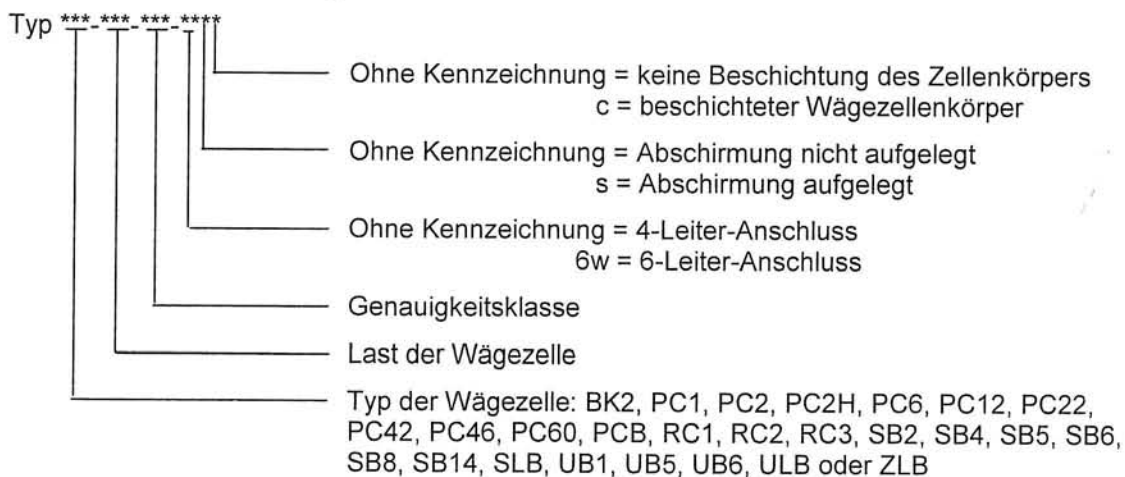 Typ ***-***-***-****
Ohne Kennzeichnung = keine Beschichtung des Zellenkörpers
c = beschichteter Wägezellenkörper
Ohne Kennzeichnung = Abschirmung nicht aufgelegt
s = Abschirmung aufgelegt
Ohne Kennzeichnung = 4-Leiter-Anschluss
6w = 6-Leiter-Anschluss
Genauigkeitsklasse
Last der Wägezelle
Typ der Wägezelle: BK2, PC1, PC2, PC2H, PC6, PC12, PC22,
PC42, PC46, PC60, PCB, RC1, RC2, RC3, SB2, SB4, SB5, SB6,
SB8, SB14, SLB, UB1, UB5, UB6, ULB oder ZLB